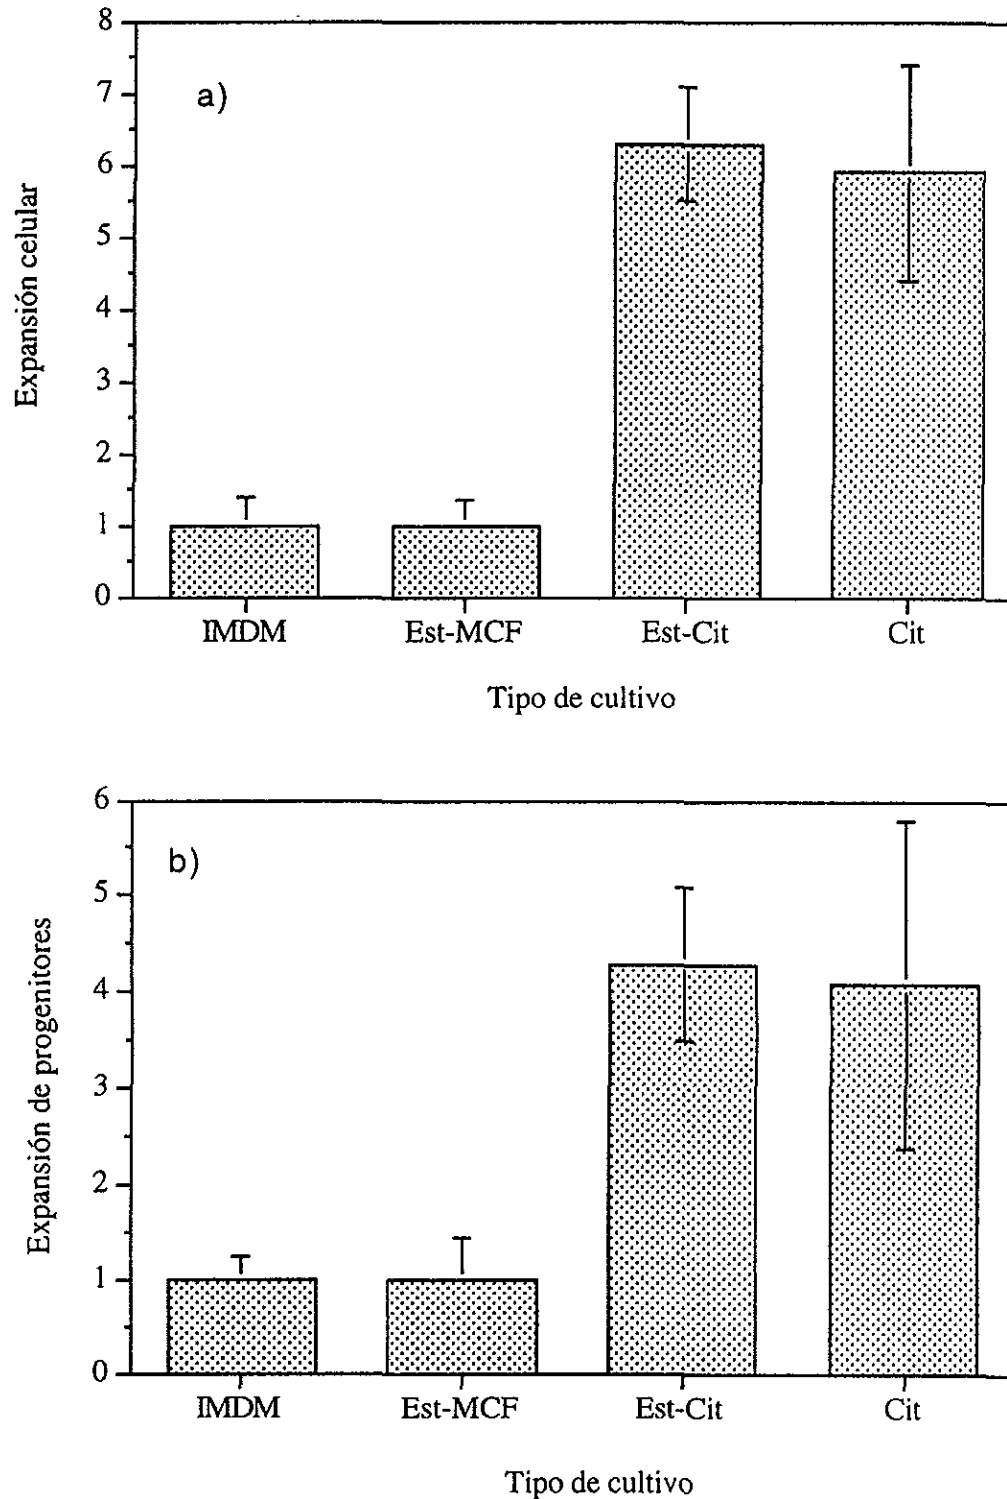 8
7
a)
6
5
4
3
2
1
0
Expansión celular
IMDM Est-MCF Est-Cit Cit
Tipo de cultivo
6
b)
5
4
3
2
1
0
Expansión de progenitores
IMDM Est-MCF Est-Cit Cit
Tipo de cultivo